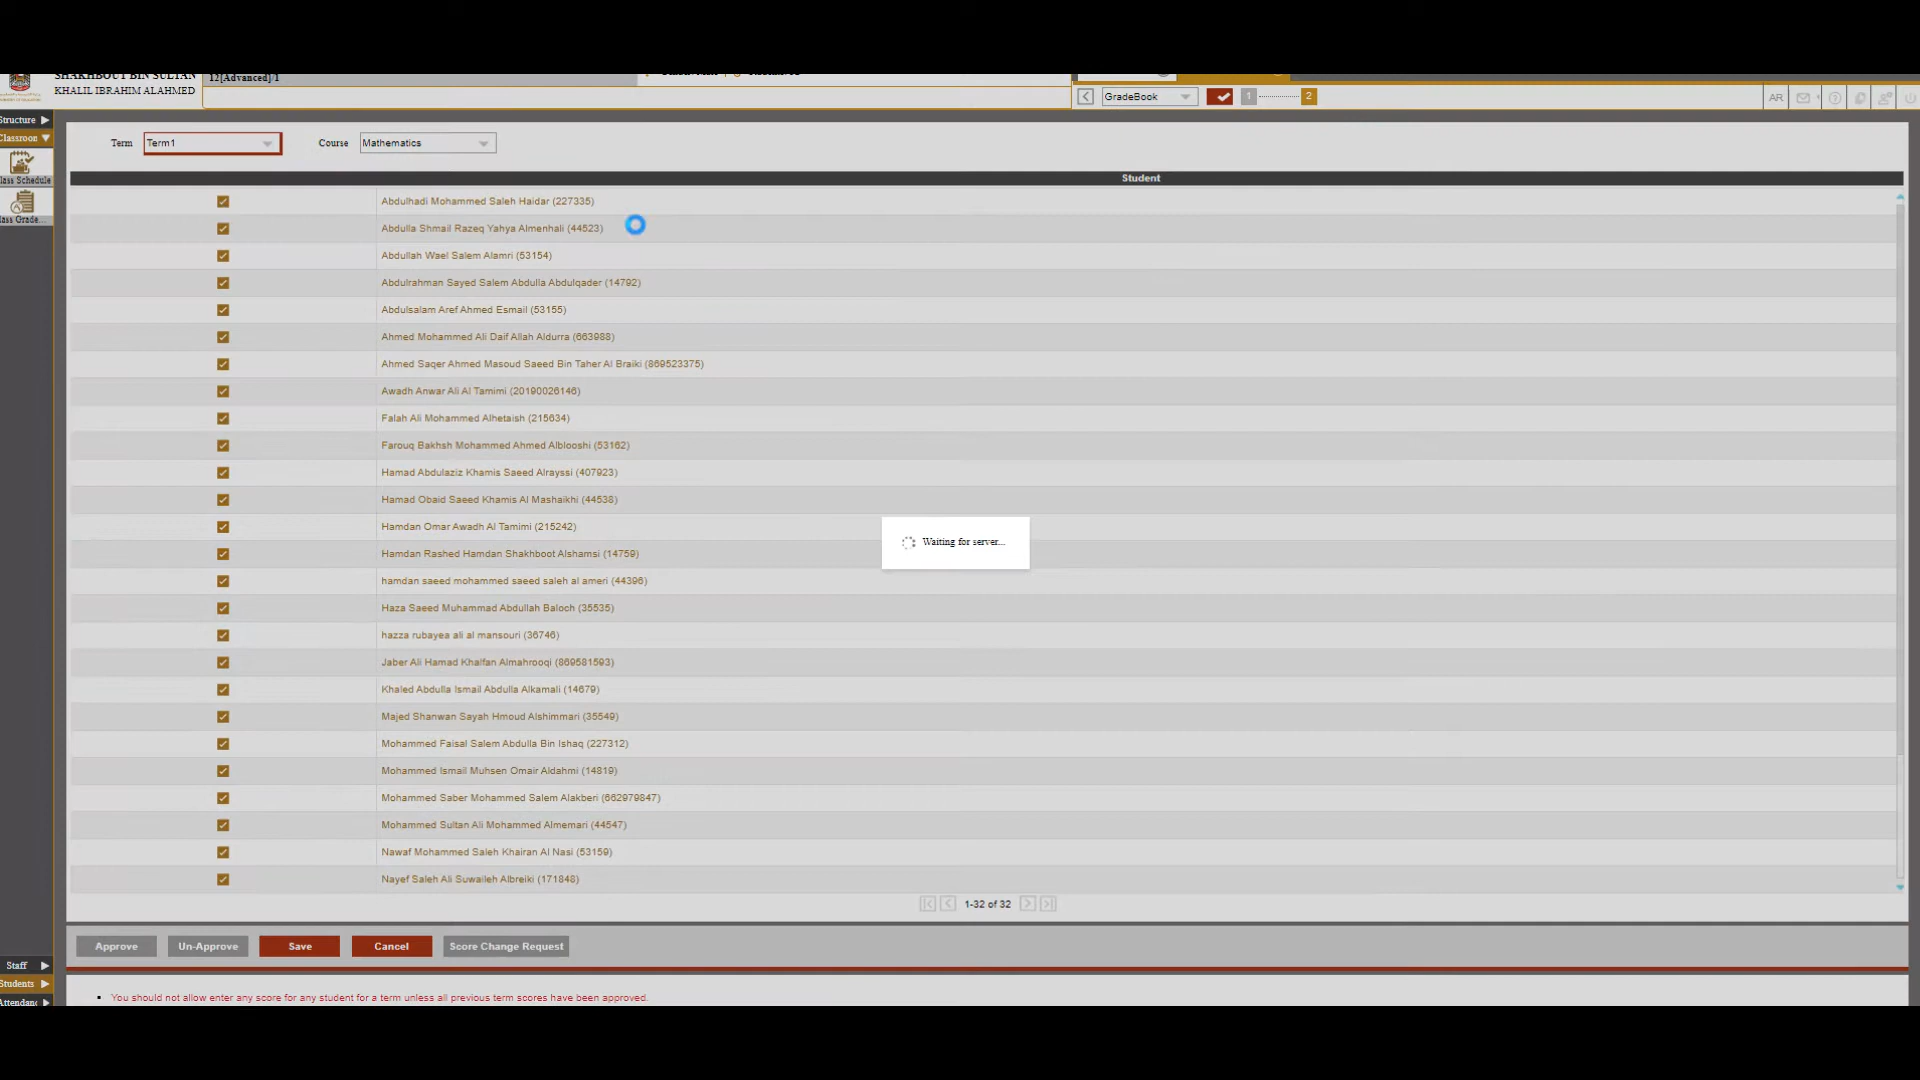 SHAKHBOUT BIN SULTAN
KHALIL IBRAHIM ALAHMED
12[Advanced]/1
GradeBook
1
2
AR
Structure
Classroon
Term
Term1
Course
Mathematics
lass Schedule
lass Grade...
Student
Abdulhadi Mohammed Saleh Haidar (227335)
Abdulla Shmail Razeq Yahya Almenhali (44523)
Abdullah Wael Salem Alamri (53154)
Abdulrahman Sayed Salem Abdulla Abdulqader (14792)
Abdulsalam Aref Ahmed Esmail (53155)
Ahmed Mohammed Ali Daif Allah Aldurra (663988)
Ahmed Saqer Ahmed Masoud Saeed Bin Taher Al Braiki (869523375)
Awadh Anwar Ali Al Tamimi (20190026146)
Falah Ali Mohammed Alhetaish (215634)
Farouq Bakhsh Mohammed Ahmed Alblooshi (53162)
Hamad Abdulaziz Khamis Saeed Alrayssi (407923)
Hamad Obaid Saeed Khamis Al Mashaikhi (44538)
Hamdan Omar Awadh Al Tamimi (215242)
Waiting for server...
Hamdan Rashed Hamdan Shakhboot Alshamsi (14759)
hamdan saeed mohammed saeed saleh al ameri (44396)
Haza Saeed Muhammad Abdullah Baloch (35535)
hazza rubayea ali al mansouri (36746)
Jaber Ali Hamad Khalfan Almahrooqi (869581593)
Khaled Abdulla Ismail Abdulla Alkamali (14679)
Majed Shanwan Sayah Hmoud Alshimmari (35549)
Mohammed Faisal Salem Abdulla Bin Ishaq (227312)
Mohammed Ismail Muhsen Omair Aldahmi (14819)
Mohammed Saber Mohammed Salem Alakberi (662979847)
Mohammed Sultan Ali Mohammed Almemari (44547)
Nawaf Mohammed Saleh Khairan Al Nasi (53159)
Nayef Saleh Ali Suwaileh Albreiki (171848)
1-32 of 32
Approve
Un-Approve
Save
Cancel
Score Change Request
Staff
Students
Attendanc
You should not allow enter any score for any student for a term unless all previous term scores have been approved.